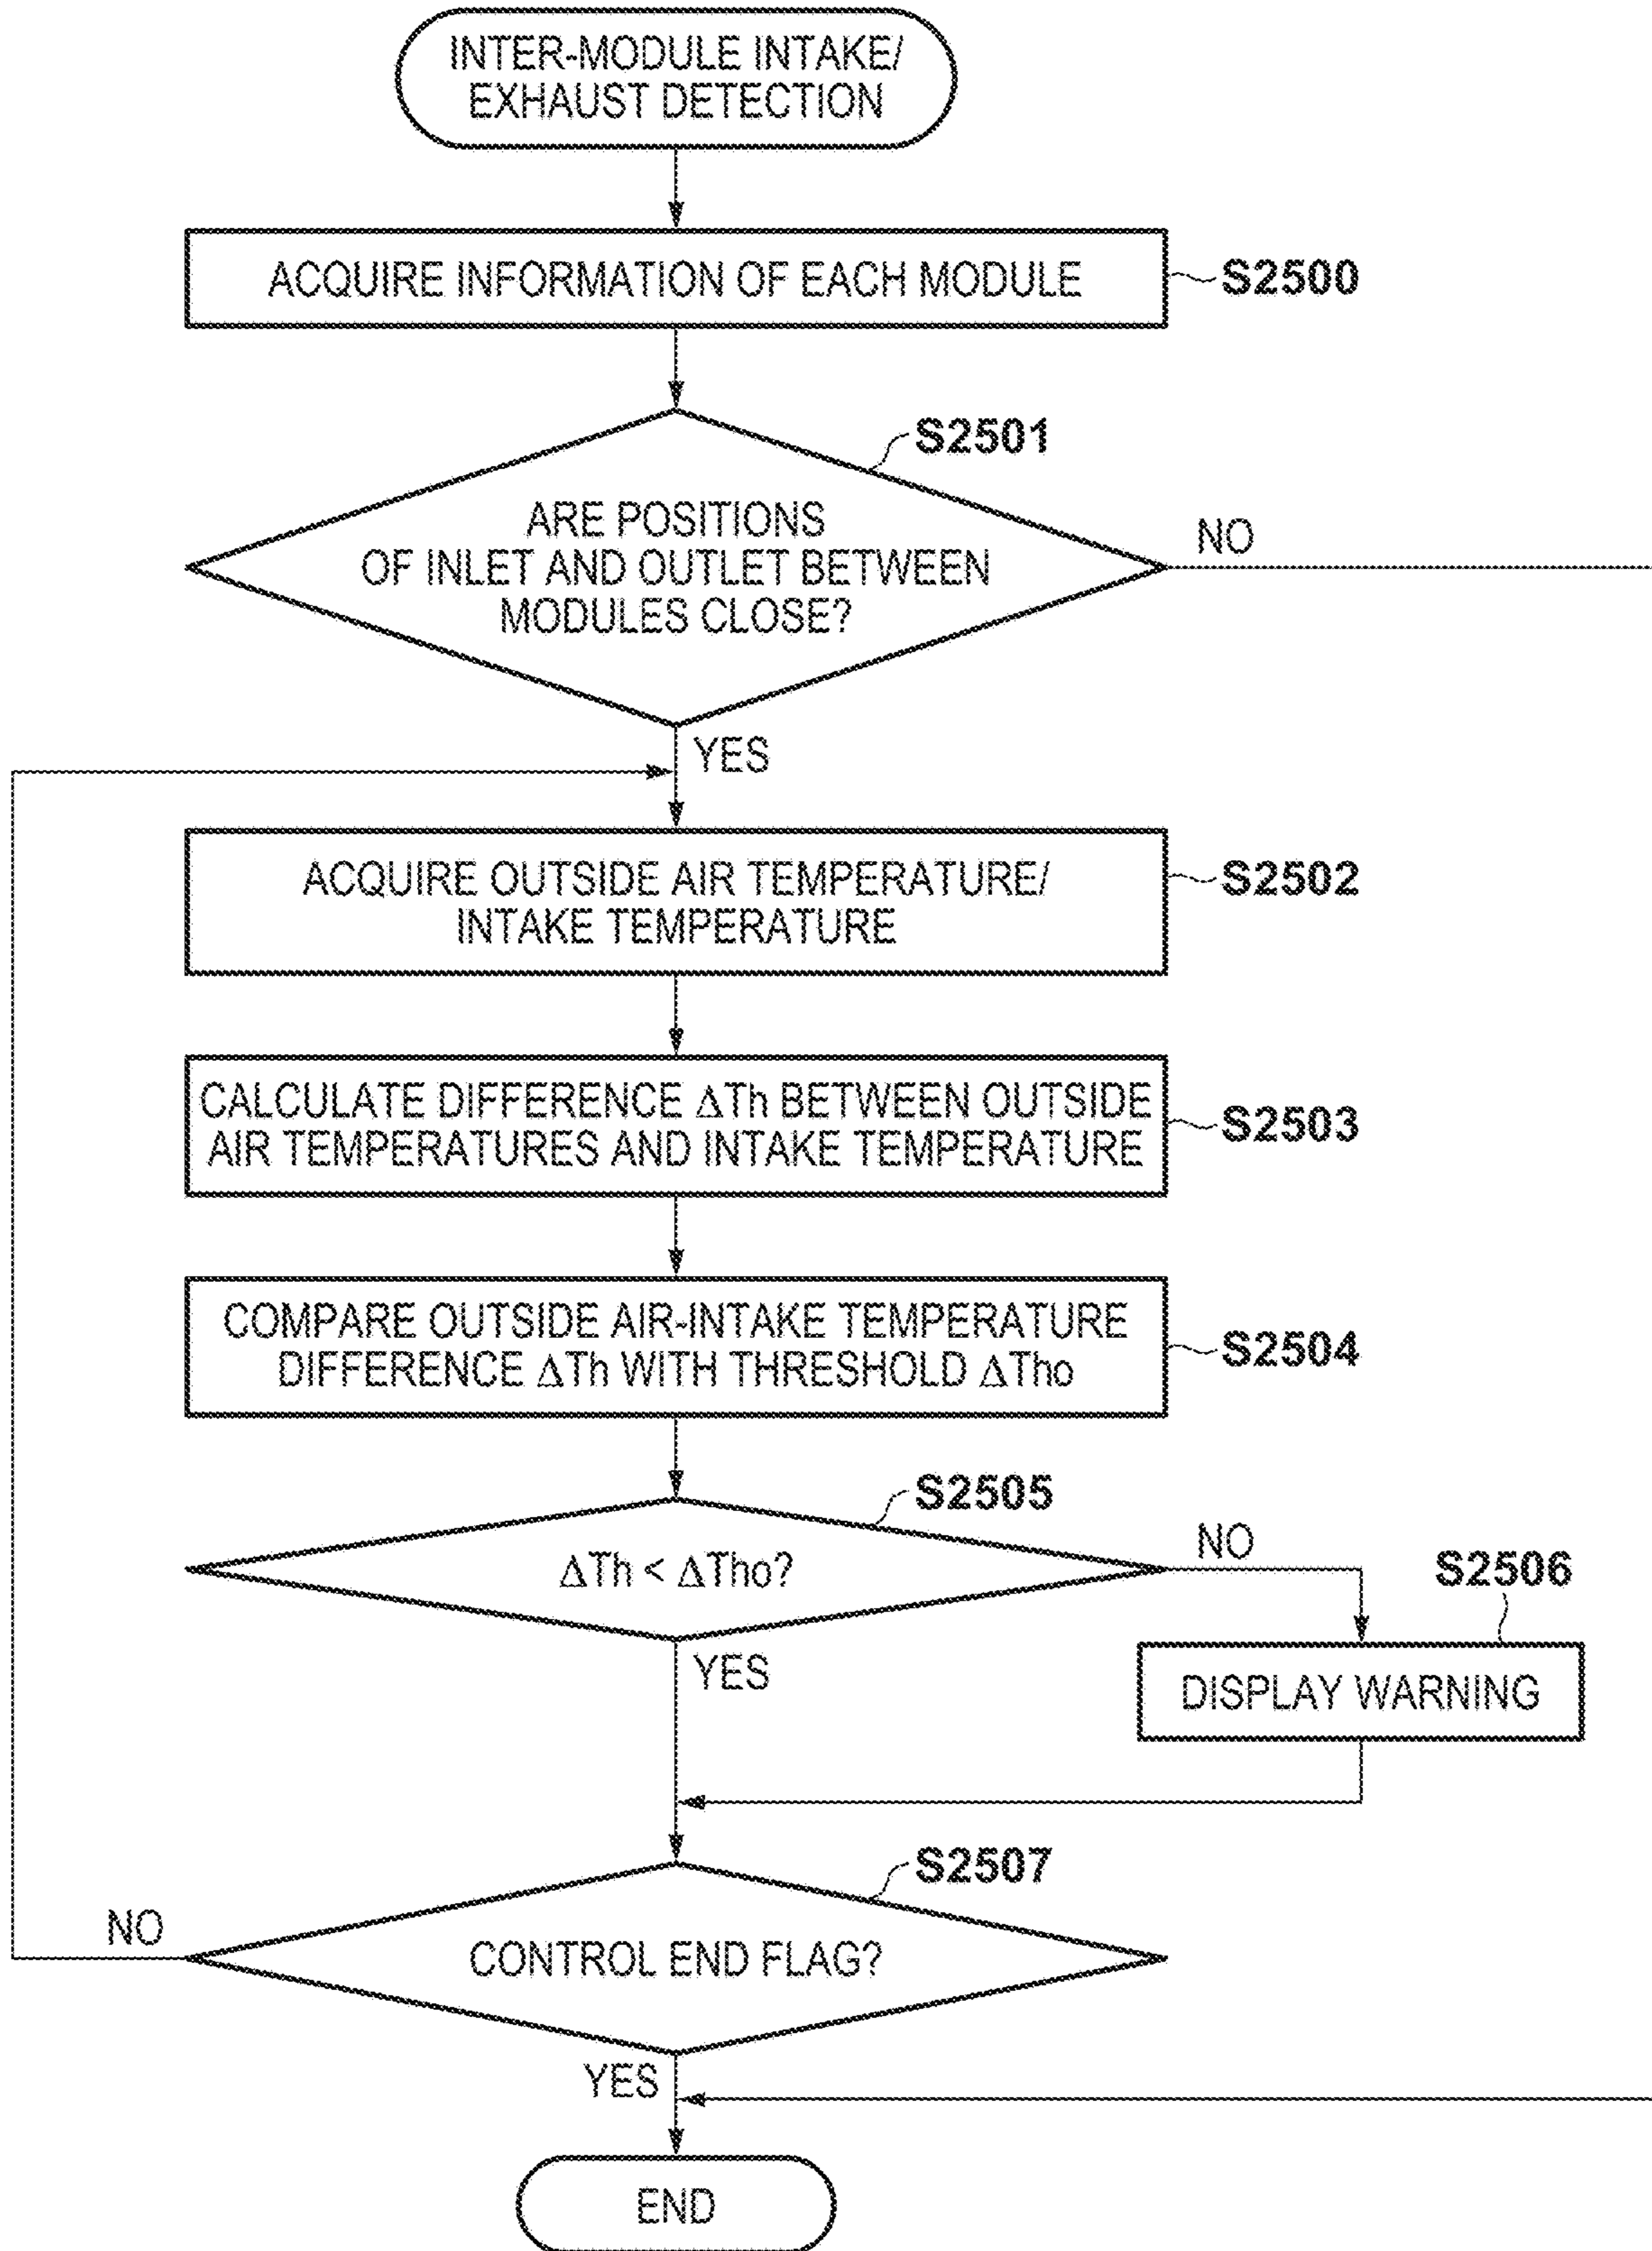 INTER-MODULE INTAKE/
EXHAUST DETECTION
ACQUIRE INFORMATION OF EACH MODULE
S2500
S2501
ARE POSITIONS
OF INLET AND OUTLET BETWEEN
MODULES CLOSE?
NO
YES
ACQUIRE OUTSIDE AIR TEMPERATURE/
INTAKE TEMPERATURE
S2502
CALCULATE DIFFERENCE ΔTh BETWEEN OUTSIDE
AIR TEMPERATURES AND INTAKE TEMPERATURE
S2503
COMPARE OUTSIDE AIR-INTAKE TEMPERATURE
DIFFERENCE ΔTh WITH THRESHOLD ΔTho
S2504
S2505
ΔTh < ΔTho?
NO
S2506
YES
DISPLAY WARNING
S2507
NO
CONTROL END FLAG?
YES
END